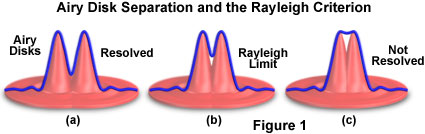 Airy Disk Separation and the Rayleigh Criterion
Airy
Disks
Resolved
Rayleigh
Limit
Not
Resolved
(a)
(b)
(c)
Figure 1